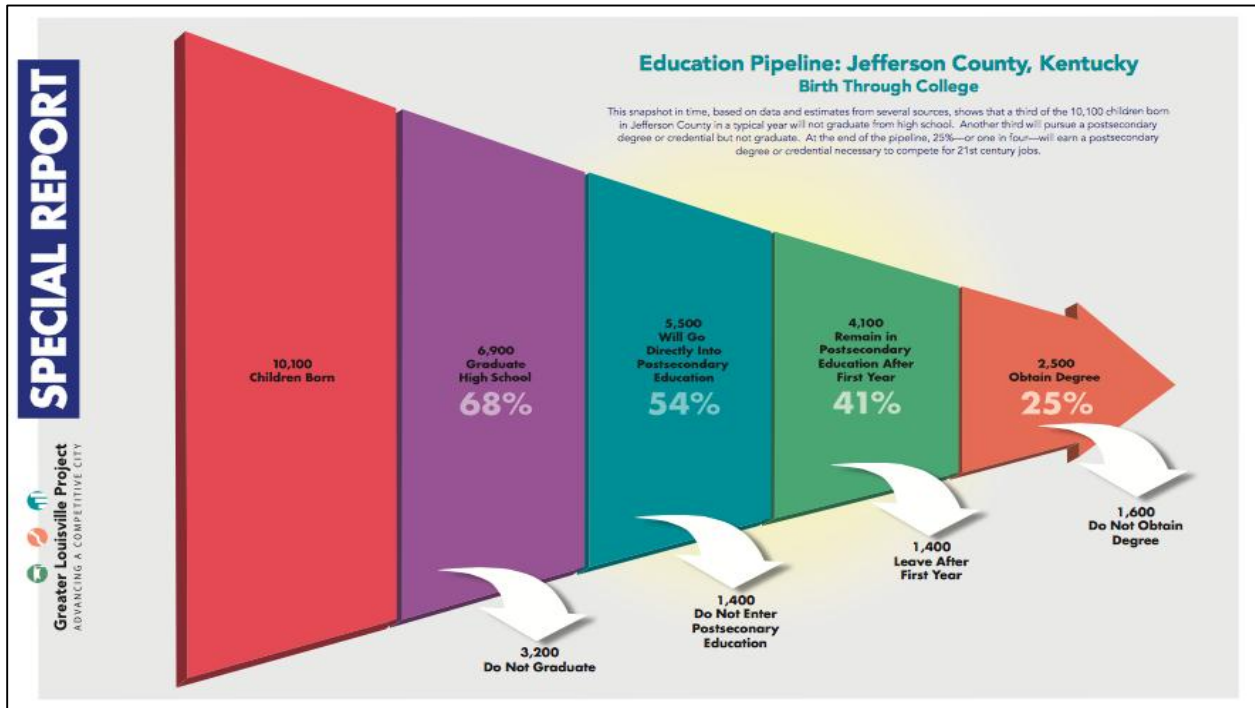 SPECIAL REPORT
Greater Louisville Project
ADVANCING A COMPETITIVE CITY
Education Pipeline: Jefferson County, Kentucky
Birth Through College
This snapshot in time, based on data and estimates from several sources, shows that a third of the 10,100 children born
in Jefferson County in a typical year will not graduate from high school. Another third will pursue a postsecondary
degree or credential but not graduate. At the end of the pipeline, 25%—or one in four—will earn a postsecondary
degree or credential necessary to compete for 21st century jobs.
10,100
Children Born
6,900
Graduate
High School
68%
5,500
Will Go
Directly Into
Postsecondary
Education
54%
4,100
Remain in
Postsecondary
Education After
First Year
41%
2,500
Obtain Degree
25%
3,200
Do Not Graduate
1,400
Do Not Enter
Postseconary
Education
1,400
Leave After
First Year
1,600
Do Not Obtain
Degree